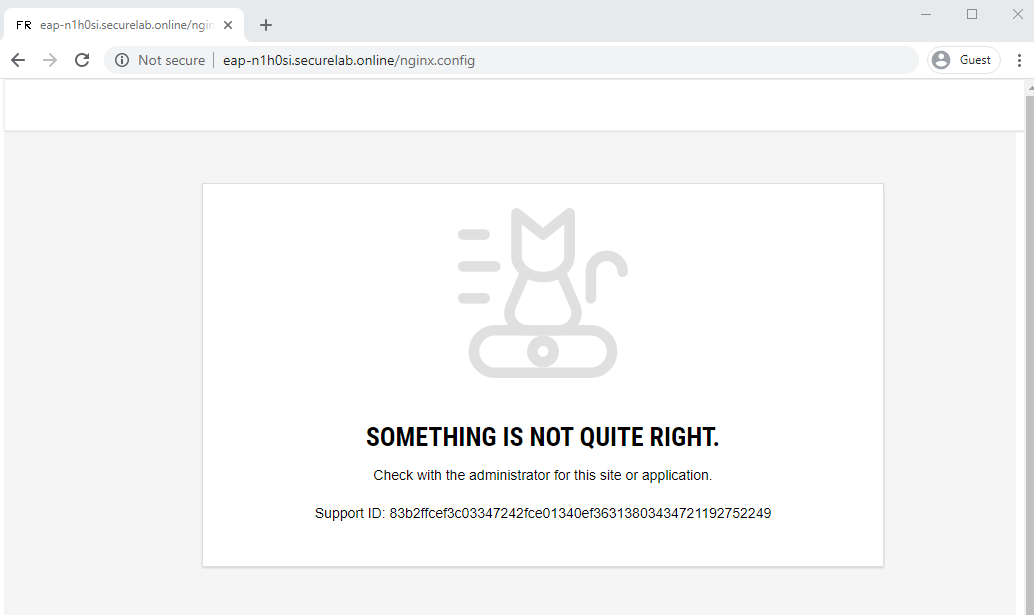 FR eap-n1h0si.securelab.online/ngin
Not secure eap-n1h0si.securelab.online/nginx.config Guest
SOMETHING IS NOT QUITE RIGHT.
Check with the administrator for this site or application.
Support ID: 83b2ffcef3c03347242fce01340ef36313803434721192752249